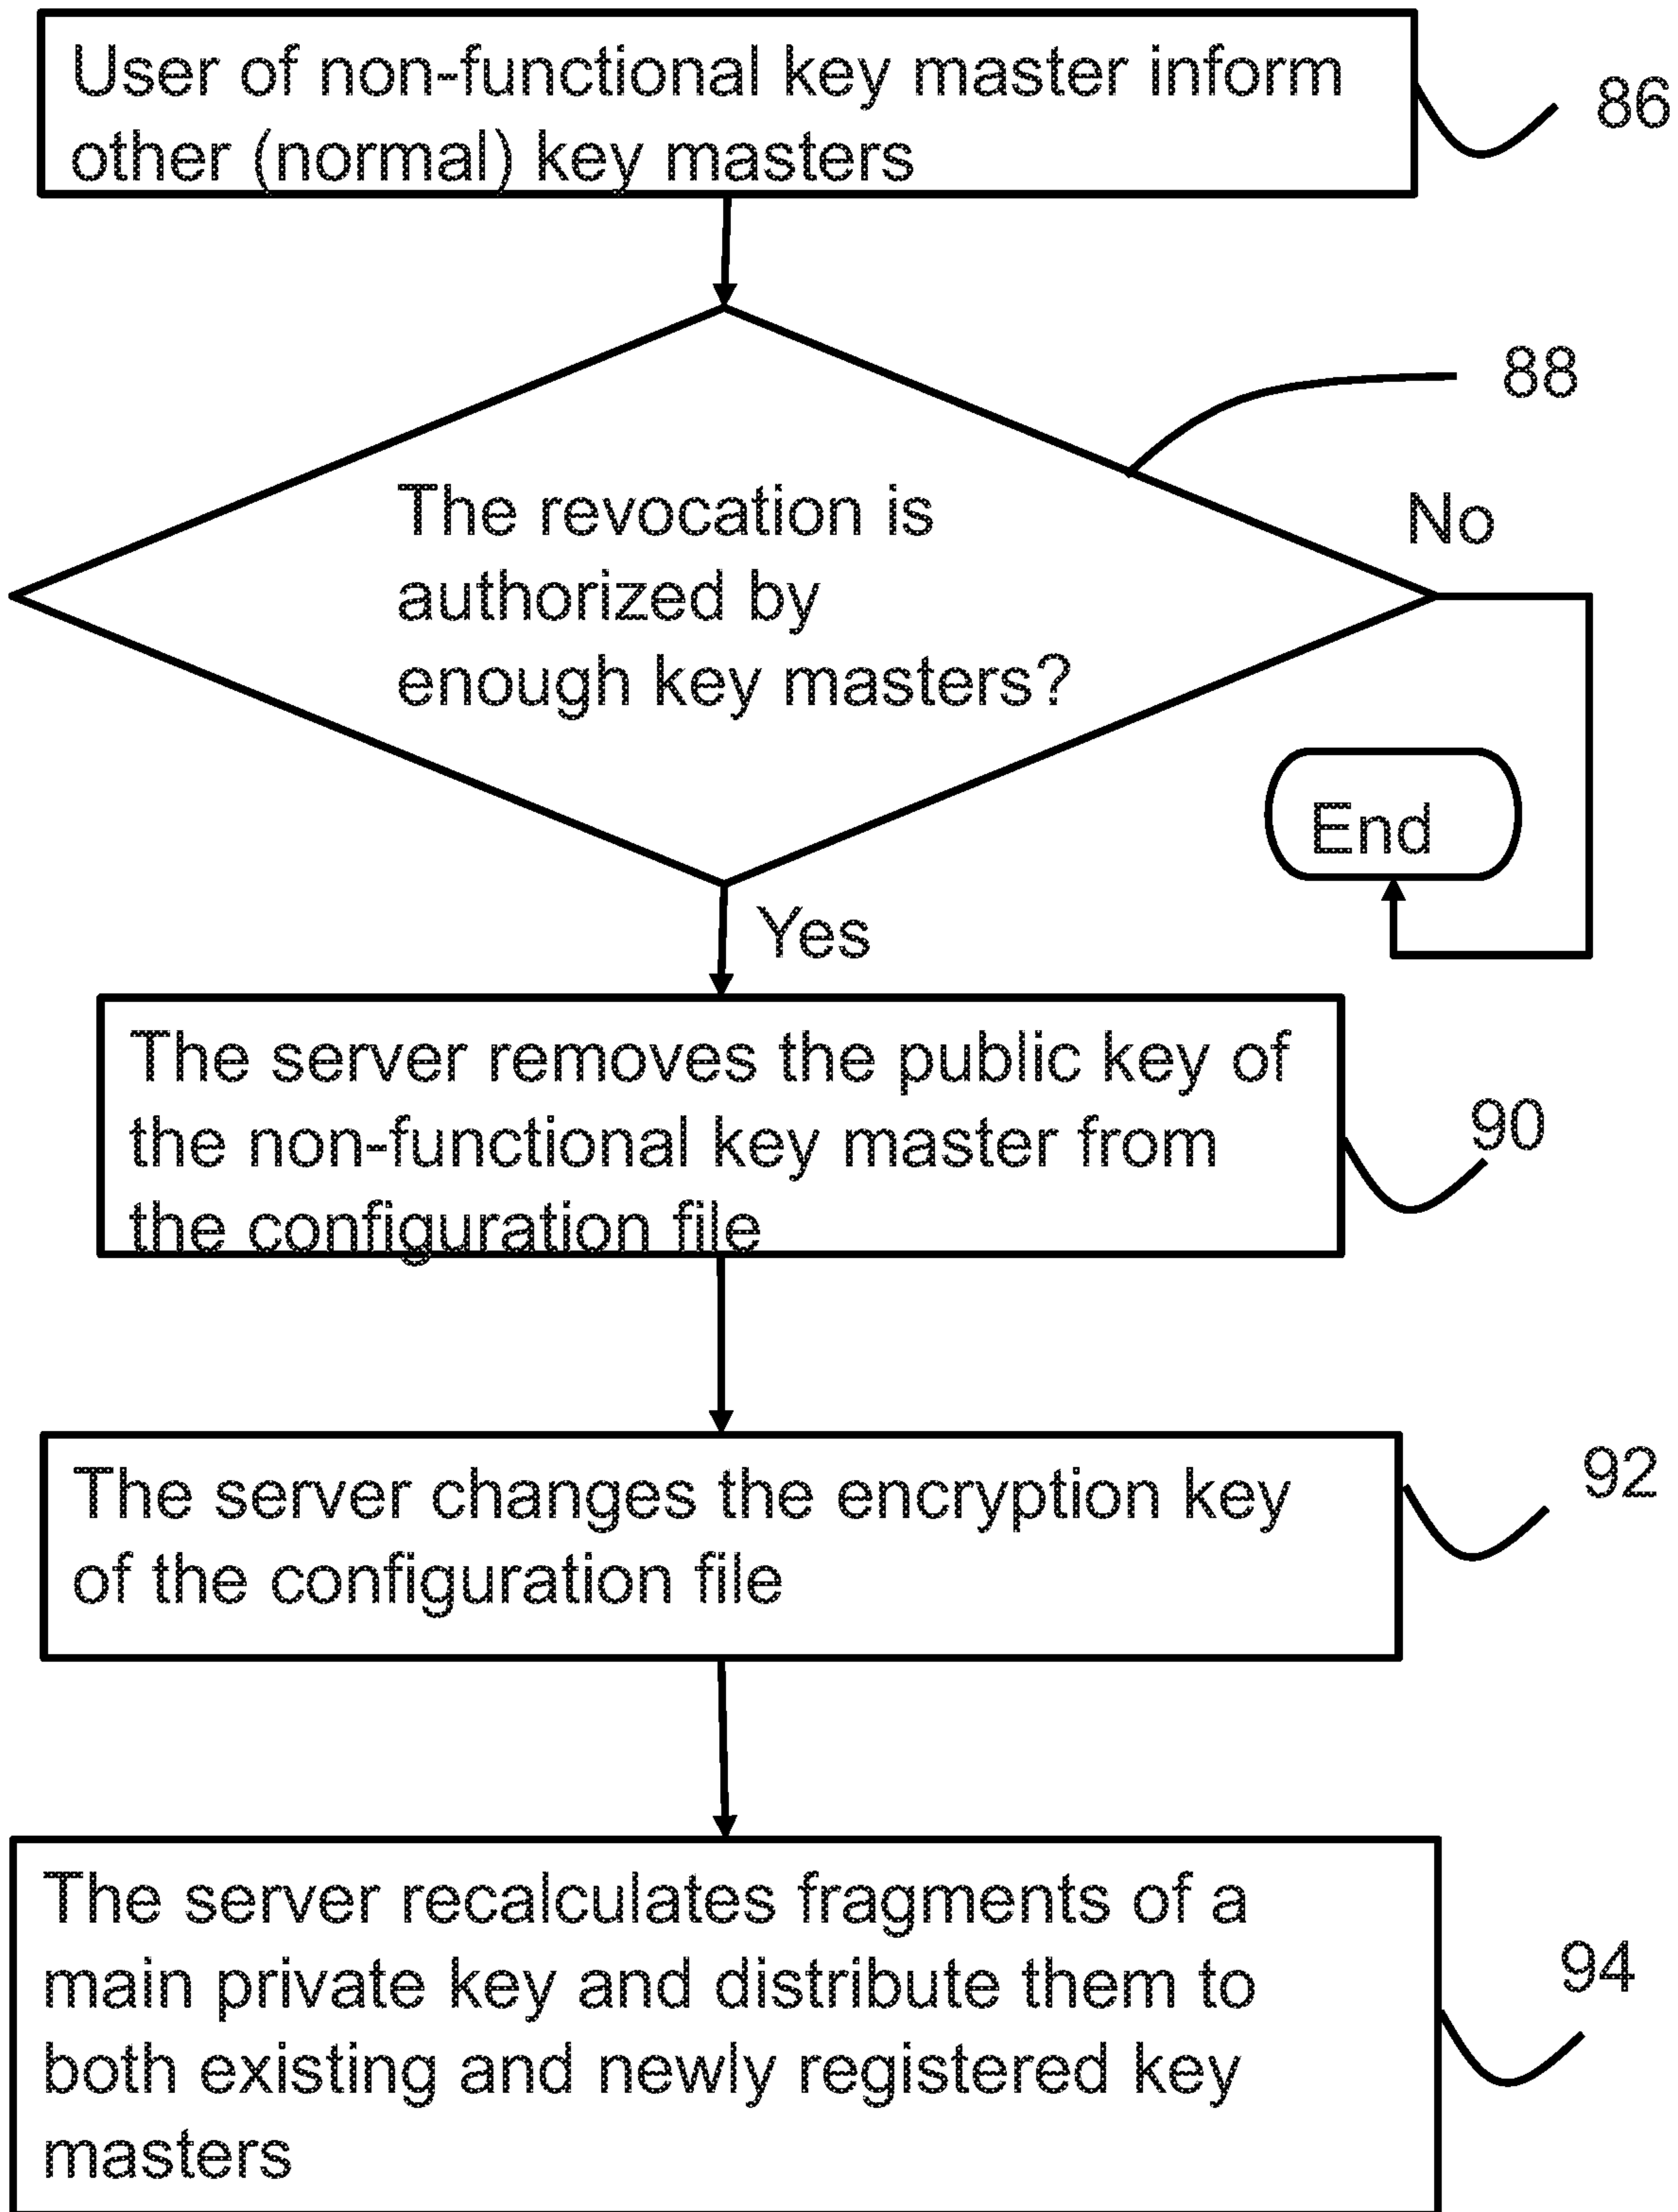 User of non-functional key master inform
other (normal) key masters
86
88
The revocation is
authorized by
enough key masters?
No
End
Yes
The server removes the public key of
the non-functional key master from
the configuration file
90
The server changes the encryption key
of the configuration file
92
The server recalculates fragments of a
main private key and distribute them to
both existing and newly registered key
masters
94